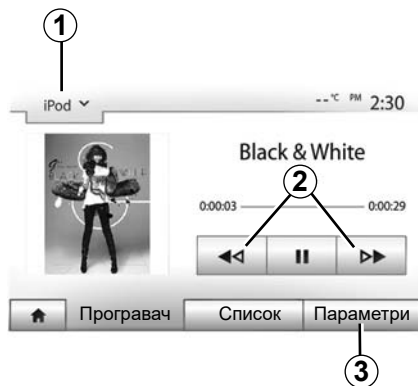 1
iPod
--°C PM 2:30
Black & White
2
0:00:03 0:00:29
Програвач Список Параметри
3